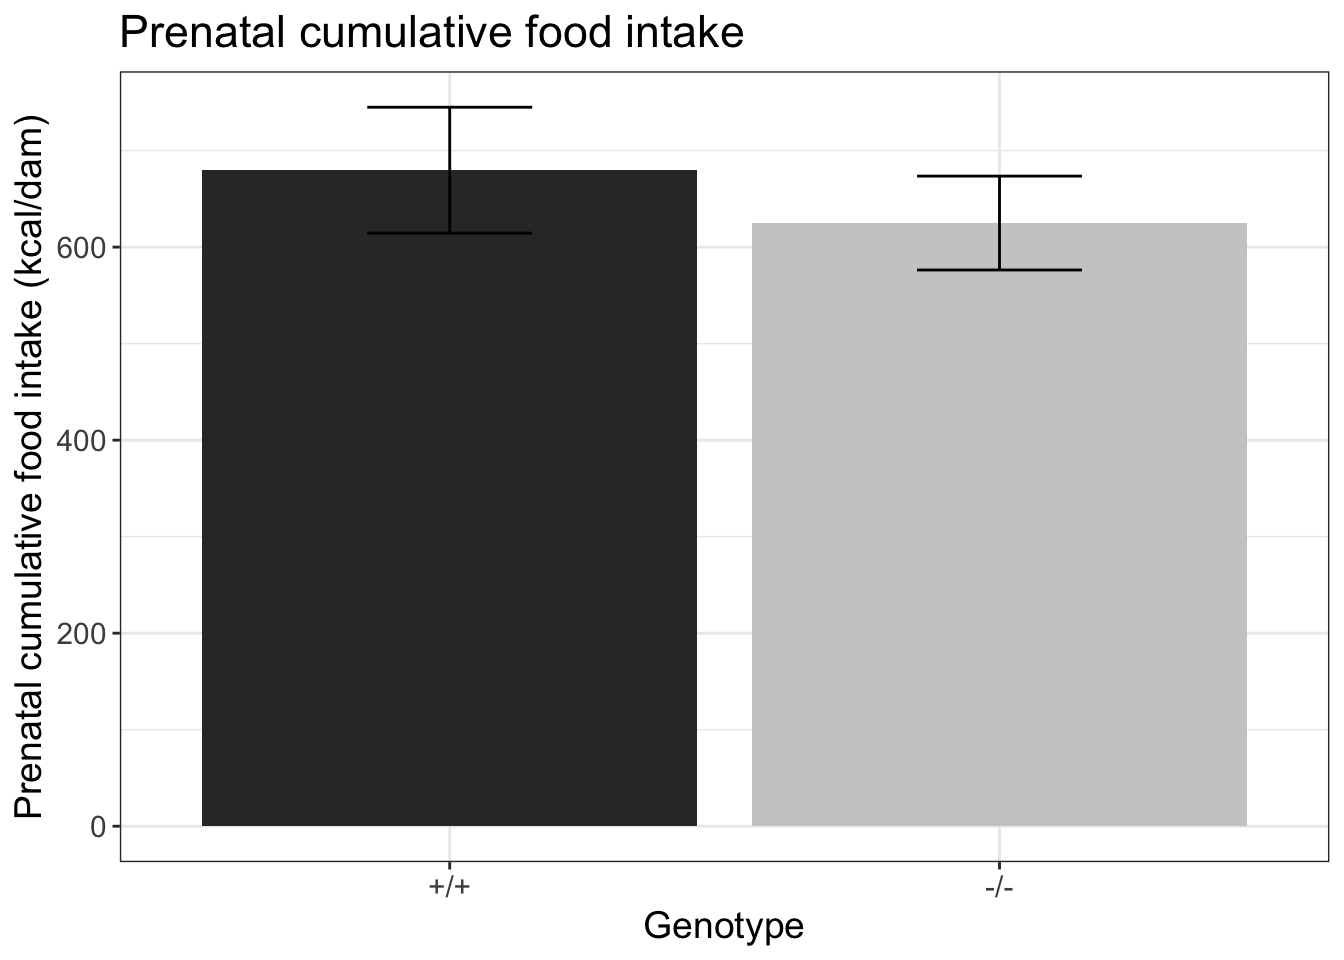 Prenatal cumulative food intake
Prenatal cumulative food intake (kcal/dam)
600
400
200
0
+/+
-/-
Genotype